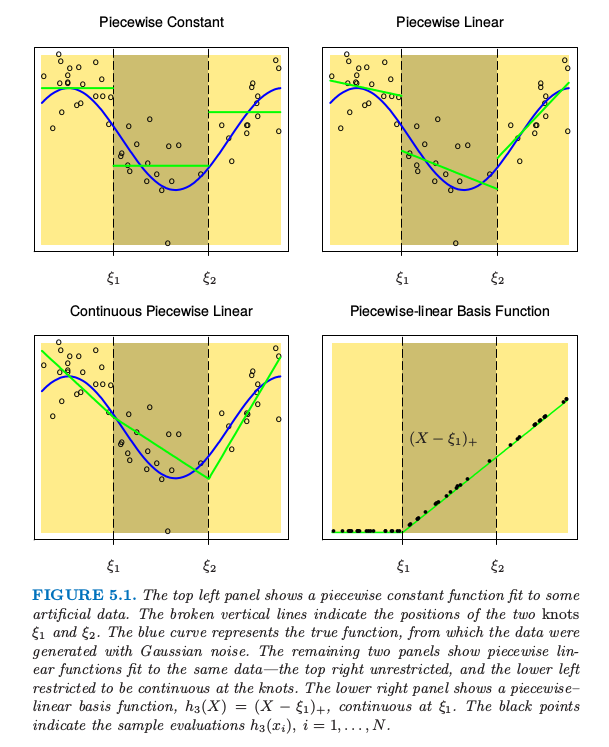 Piecewise Constant
Piecewise Linear
ξ1
ξ2
ξ1
ξ2
Continuous Piecewise Linear
Piecewise-linear Basis Function
(X − ξ1)+
ξ1
ξ2
ξ1
ξ2
FIGURE 5.1. The top left panel shows a piecewise constant function fit to some
artificial data. The broken vertical lines indicate the positions of the two knots
ξ1 and ξ2. The blue curve represents the true function, from which the data were
generated with Gaussian noise. The remaining two panels show piecewise lin-
ear functions fit to the same data—the top right unrestricted, and the lower left
restricted to be continuous at the knots. The lower right panel shows a piecewise–
linear basis function, h3(X) = (X − ξ1)+, continuous at ξ1. The black points
indicate the sample evaluations h3(xi), i = 1, . . . , N.